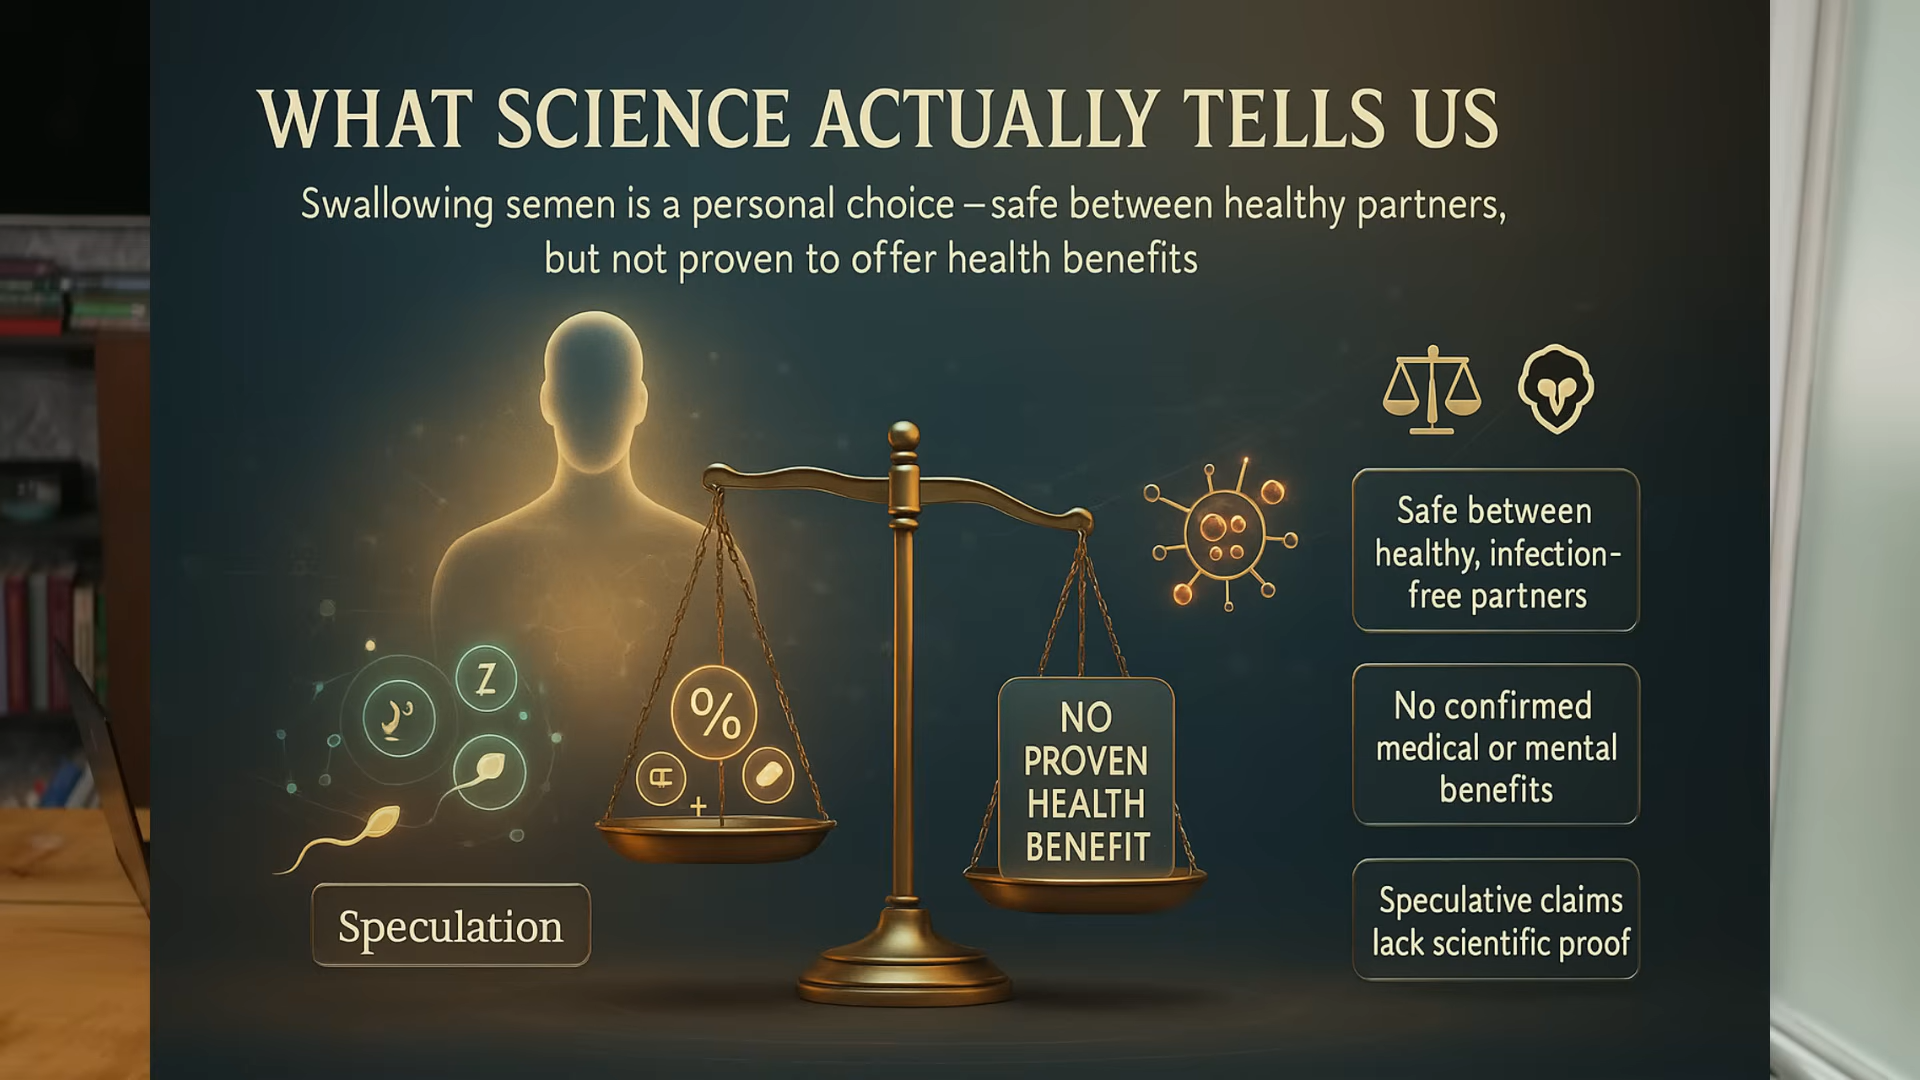 WHAT SCIENCE ACTUALLY TELLS US
Swallowing semen is a personal choice – safe between healthy partners,
but not proven to offer health benefits
Z
%
+
NO
PROVEN
HEALTH
BENEFIT
Speculation
Safe between
healthy, infection-
free partners
No confirmed
medical or mental
benefits
Speculative claims
lack scientific proof